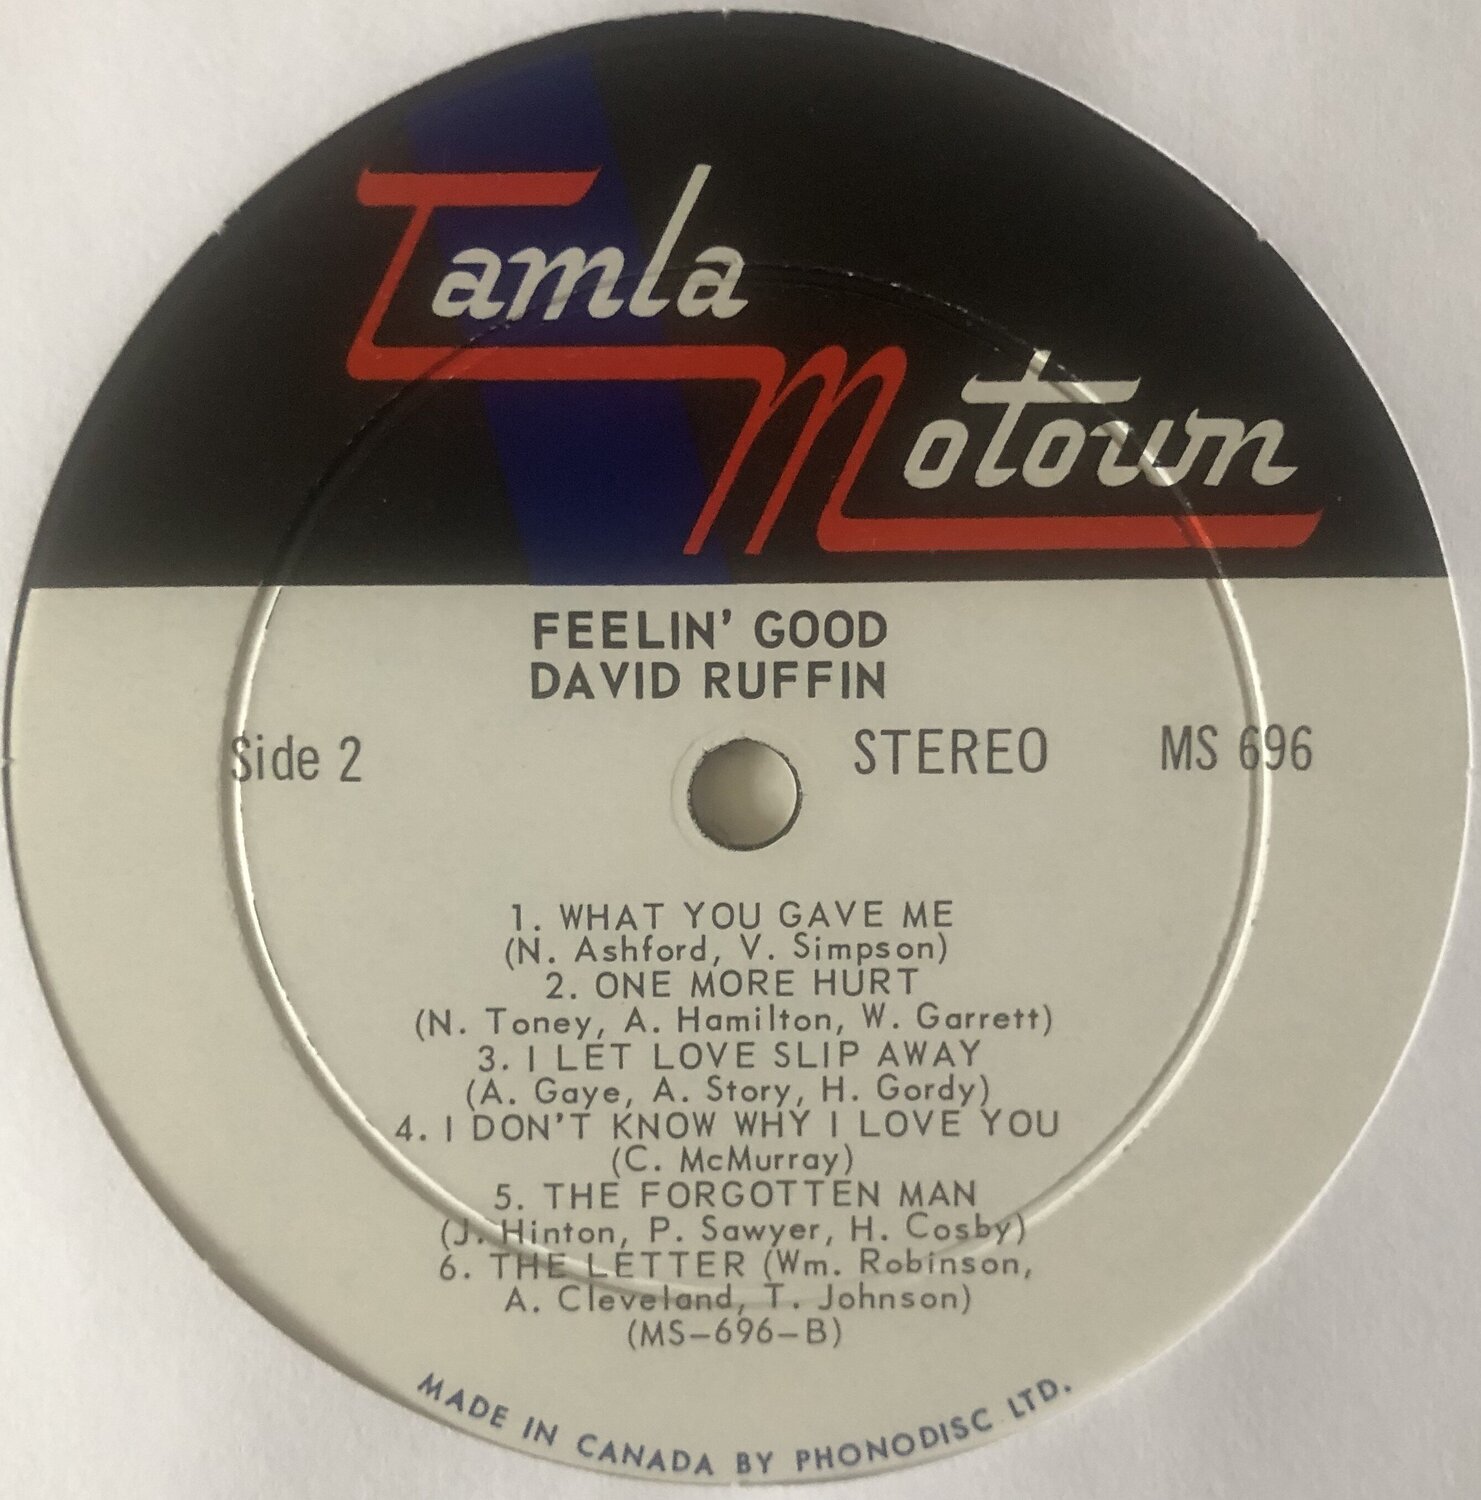 Tamla
Motown
FEELIN' GOOD
DAVID RUFFIN
Side 2 STEREO MS 696
1. WHAT YOU GAVE ME
(N. Ashford, V. Simpson)
2. ONE MORE HURT
(N. Toney, A. Hamilton, W. Garrett)
3. I LET LOVE SLIP AWAY
(A. Gaye, A. Story, H. Gordy)
4. I DON'T KNOW WHY I LOVE YOU
(C. McMurray)
5. THE FORGOTTEN MAN
(J. Hinton, P. Sawyer, H. Cosby)
6. THE LETTER (Wm. Robinson,
A. Cleveland, T. Johnson)
(MS-696-B)
MADE IN CANADA BY PHONODISC LTD.